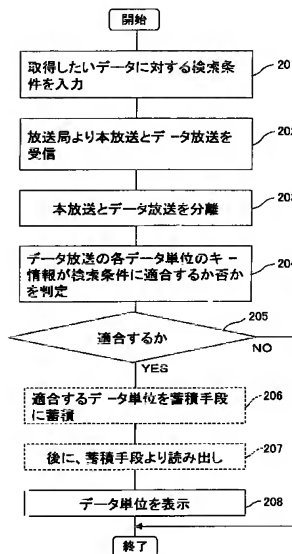 開始
取得したいデータに対する検索条
件を入力
放送局より本放送とデータ放送を
受信
202
本放送とデータ放送を分離
203
データ放送の各データ単位のキー
情報が検索条件に適合するか否か
を判定
204
205
適合するか
NO
YES
適合するデータ単位を蓄積手段
に蓄積
206
後に、蓄積手段より読み出し
207
データ単位を表示
208
終了